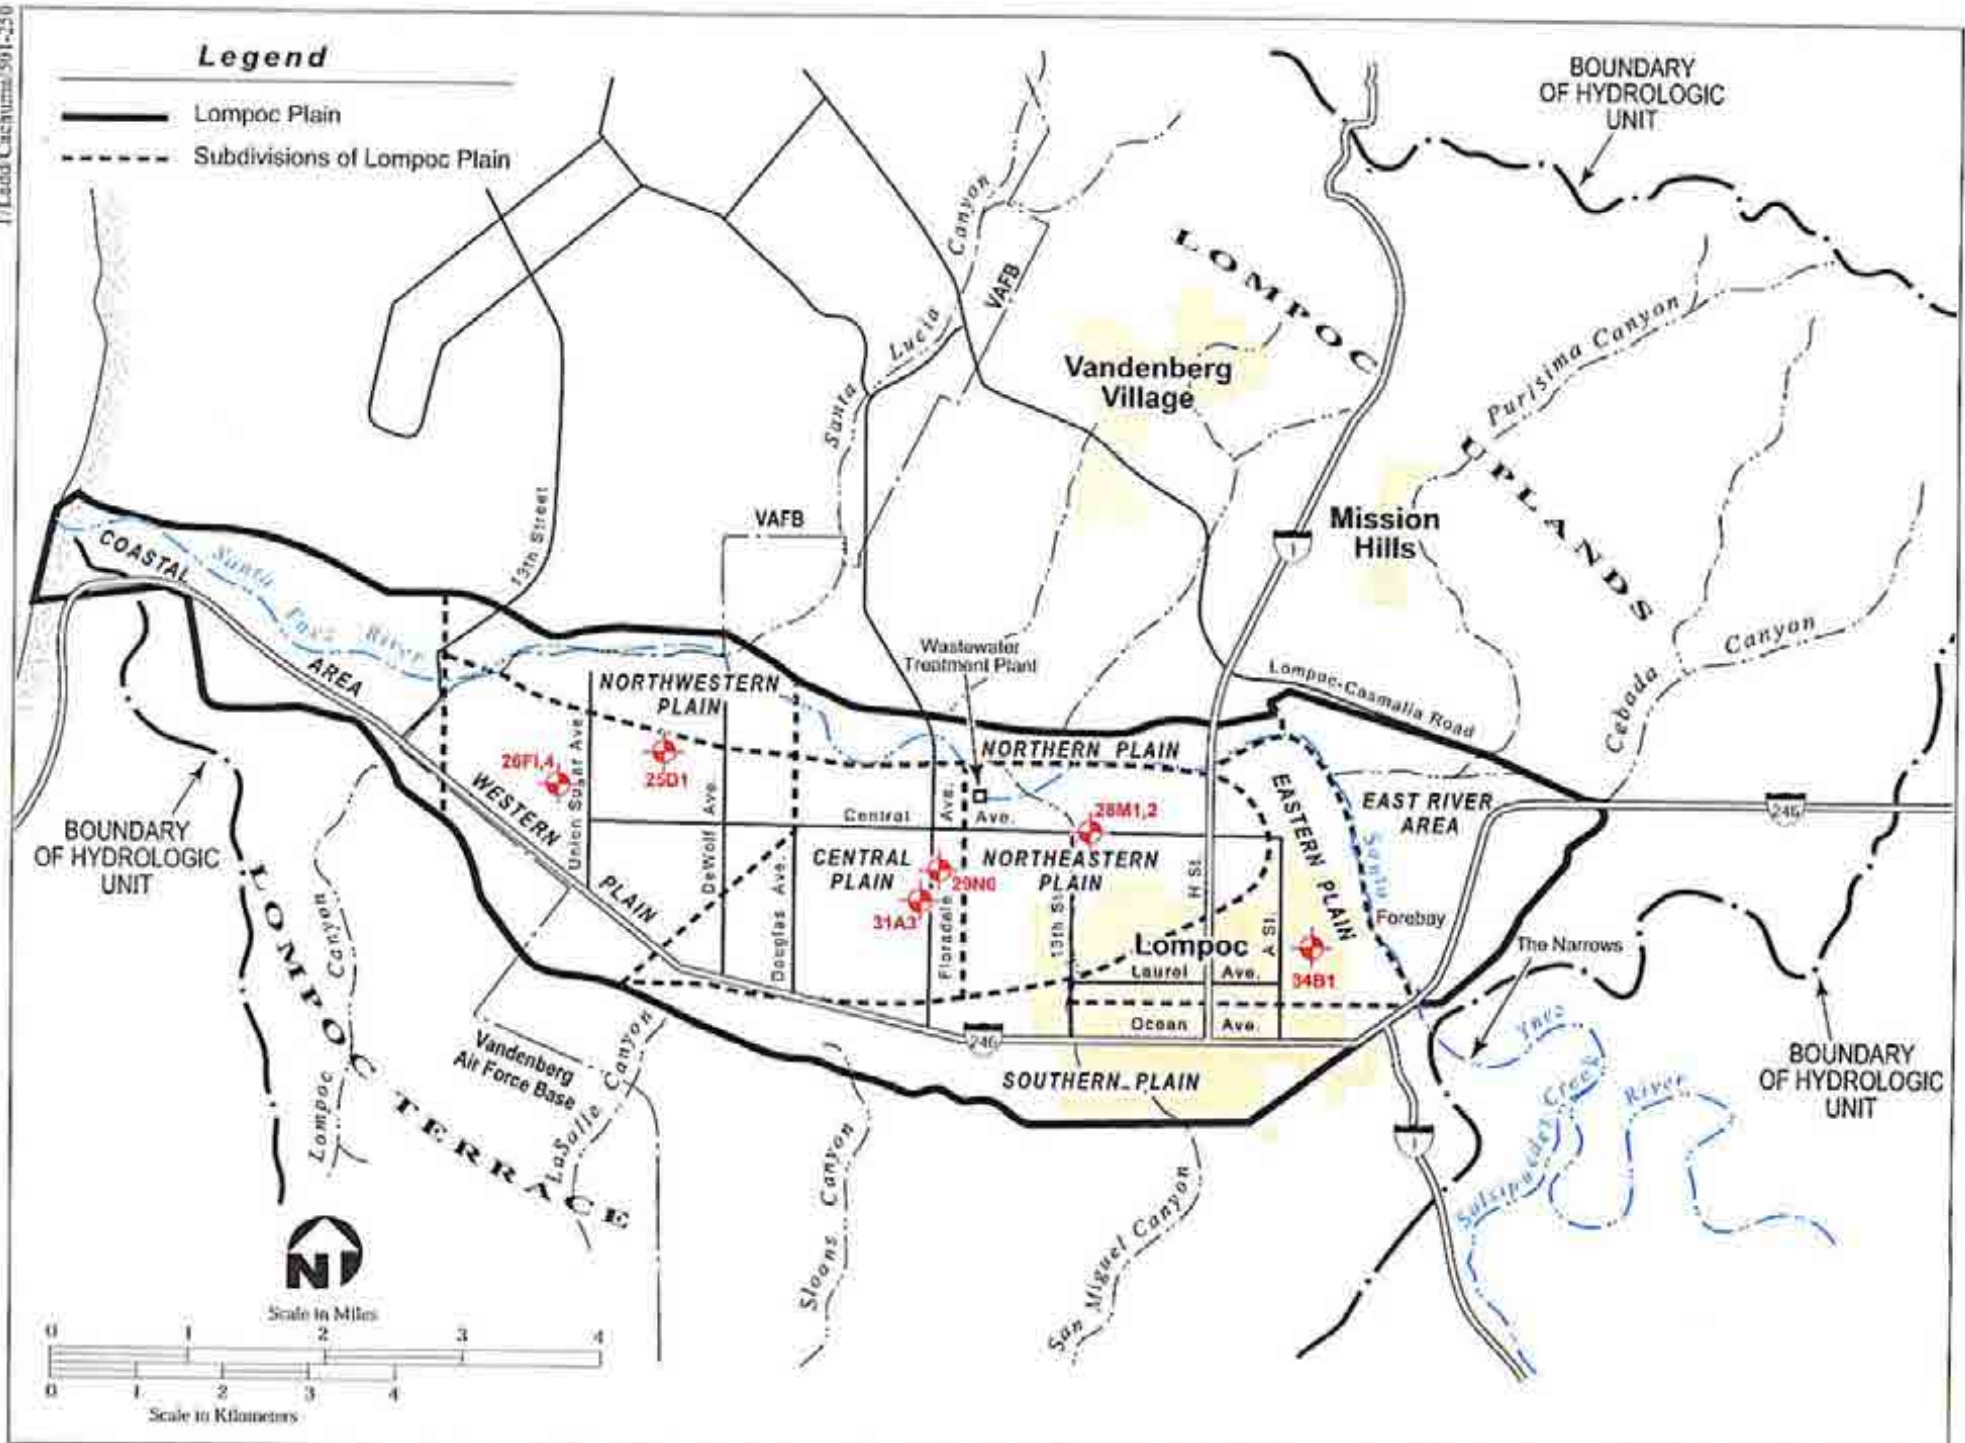 Legend
Lompoc Plain
Subdivisions of Lompoc Plain
BOUNDARY
OF HYDROLOGIC
UNIT
Canyon
VAFB
Lucia
Santa
LOMPOC
UPLANDS
Purisima Canyon
Vandenberg
Village
Mission
Hills
1
VAFB
13th Street
COASTAL
AREA
Santa
Ynez
River
Wastewater
Treatment Plant
Lompoc-Casmalia Road
Cebada
Canyon
NORTHWESTERN
PLAIN
NORTHERN PLAIN
EASTERN PLAIN
EAST RIVER
AREA
246
26FI,4
25D1
Union Sugar Ave
DeWolf Ave.
WESTERN
PLAIN
Central
Ave.
Ave.
28M1,2
CENTRAL
PLAIN
NORTHEASTERN
PLAIN
29N6
31A3
Floradale
Douglas Ave.
13th St
H St
A St.
Santa
Forebay
The Narrows
Lompoc
Laurel Ave.
34B1
Ocean Ave.
246
SOUTHERN PLAIN
BOUNDARY
OF HYDROLOGIC
UNIT
LOMPOC
TERRACE
Lompoc
Canyon
Vandenberg
Air Force Base
LaSalle Canyon
Sloans Canyon
San Miguel Canyon
1
Ynez
River
Salsipuedes Creek
BOUNDARY
OF HYDROLOGIC
UNIT
N
Scale in Miles
0 1 2 3 4
0 1 2 3 4
Scale in Kilometers